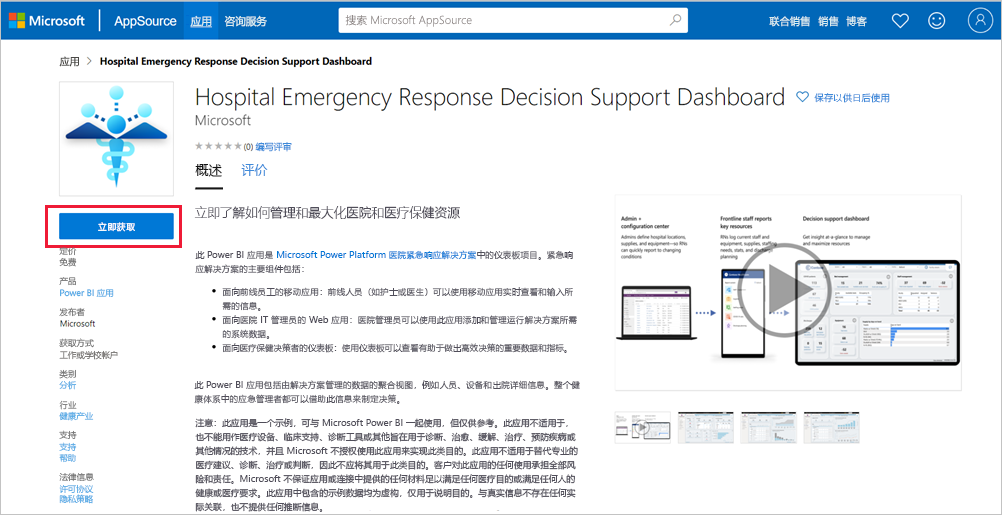 Microsoft AppSource 应用 咨询服务 搜索 Microsoft AppSource 联合销售 销售 博客
应用 > Hospital Emergency Response Decision Support Dashboard
Hospital Emergency Response Decision Support Dashboard 保存以供日后使用
Microsoft
(0) 编写评审
概述 评价
立即获取
定价
免费
产品
Power BI 应用
发布者
Microsoft
获取方式
工作或学校帐户
类别
分析
行业
健康产业
支持
支持
帮助
法律信息
许可协议
隐私策略
立即了解如何管理和最大化医院和医疗保健资源
此 Power BI 应用是 Microsoft Power Platform 医院紧急响应解决方案中的仪表板项目。紧急响
应解决方案的主要组件包括:
• 面向前线员工的移动应用：前线人员（如护士或医生）可以使用移动应用实时查看和输入所
需的信息。
• 面向医院 IT 管理员的 Web 应用：医院管理员可以使用此应用添加和管理运行解决方案所需
的系统数据。
• 面向医疗保健决策者的仪表板：使用仪表板可以查看有助于做出高效决策的重要数据和指标。
此 Power BI 应用包括由解决方案管理的数据的聚合视图，例如人员、设备和出院详细信息。整个健
康体系中的应急管理者都可以借助此信息来制定决策。
注意：此应用是一个示例，可与 Microsoft Power BI 一起使用，但仅供参考。此应用不适用于，
也不能用作医疗设备、临床支持、诊断工具或其他旨在用于诊断、治愈、缓解、治疗、预防疾病或
其他情况的技术，并且 Microsoft 不授权使用此应用来实现此类目的。此应用不适用于替代专业的
医疗建议、诊断、治疗或判断，因此不应将其用于此类目的。客户对此应用的任何使用承担全部风
险和责任。Microsoft 不保证应用或连接中提供的任何材料足以满足任何医疗目的或满足任何人的
健康或医疗要求。此应用中包含的示例数据均为虚构，仅用于说明目的。与真实信息不存在任何实
际关联，也不提供任何推断信息。
Admin +
configuration center
Admins define hospital locations,
supplies, and equipment—so RNs
can quickly report to changing
conditions
Frontline staff reports
key resources
RNs log current staff and
equipment, supplies, staffing
needs, stats, and discharge
planning
Decision support dashboard
Get insight at-a-glance to manage
and maximize resources